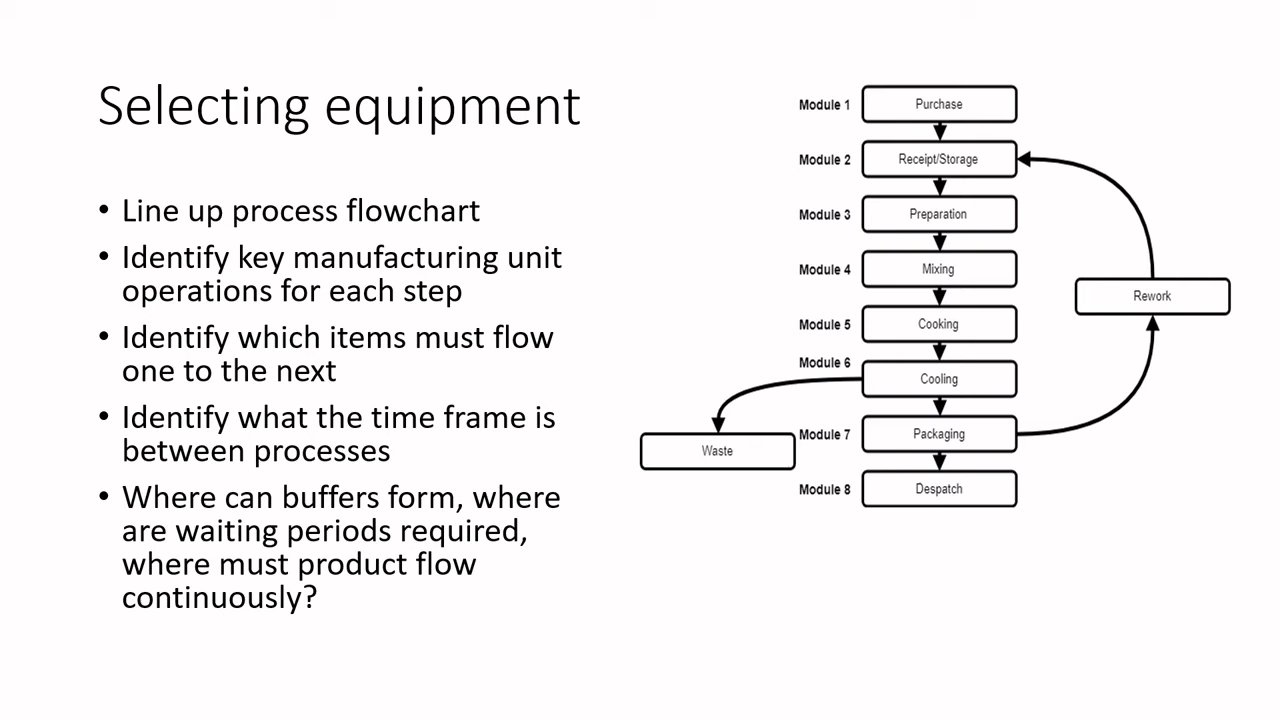 Selecting equipment
• Line up process flowchart
• Identify key manufacturing unit
operations for each step
• Identify which items must flow
one to the next
• Identify what the time frame is
between processes
• Where can buffers form, where
are waiting periods required,
where must product flow
continuously?
Module 1 Purchase
Module 2 Receipt/Storage
Module 3 Preparation
Module 4 Mixing
Rework
Module 5 Cooking
Module 6 Cooling
Module 7 Packaging
Waste
Module 8 Despatch